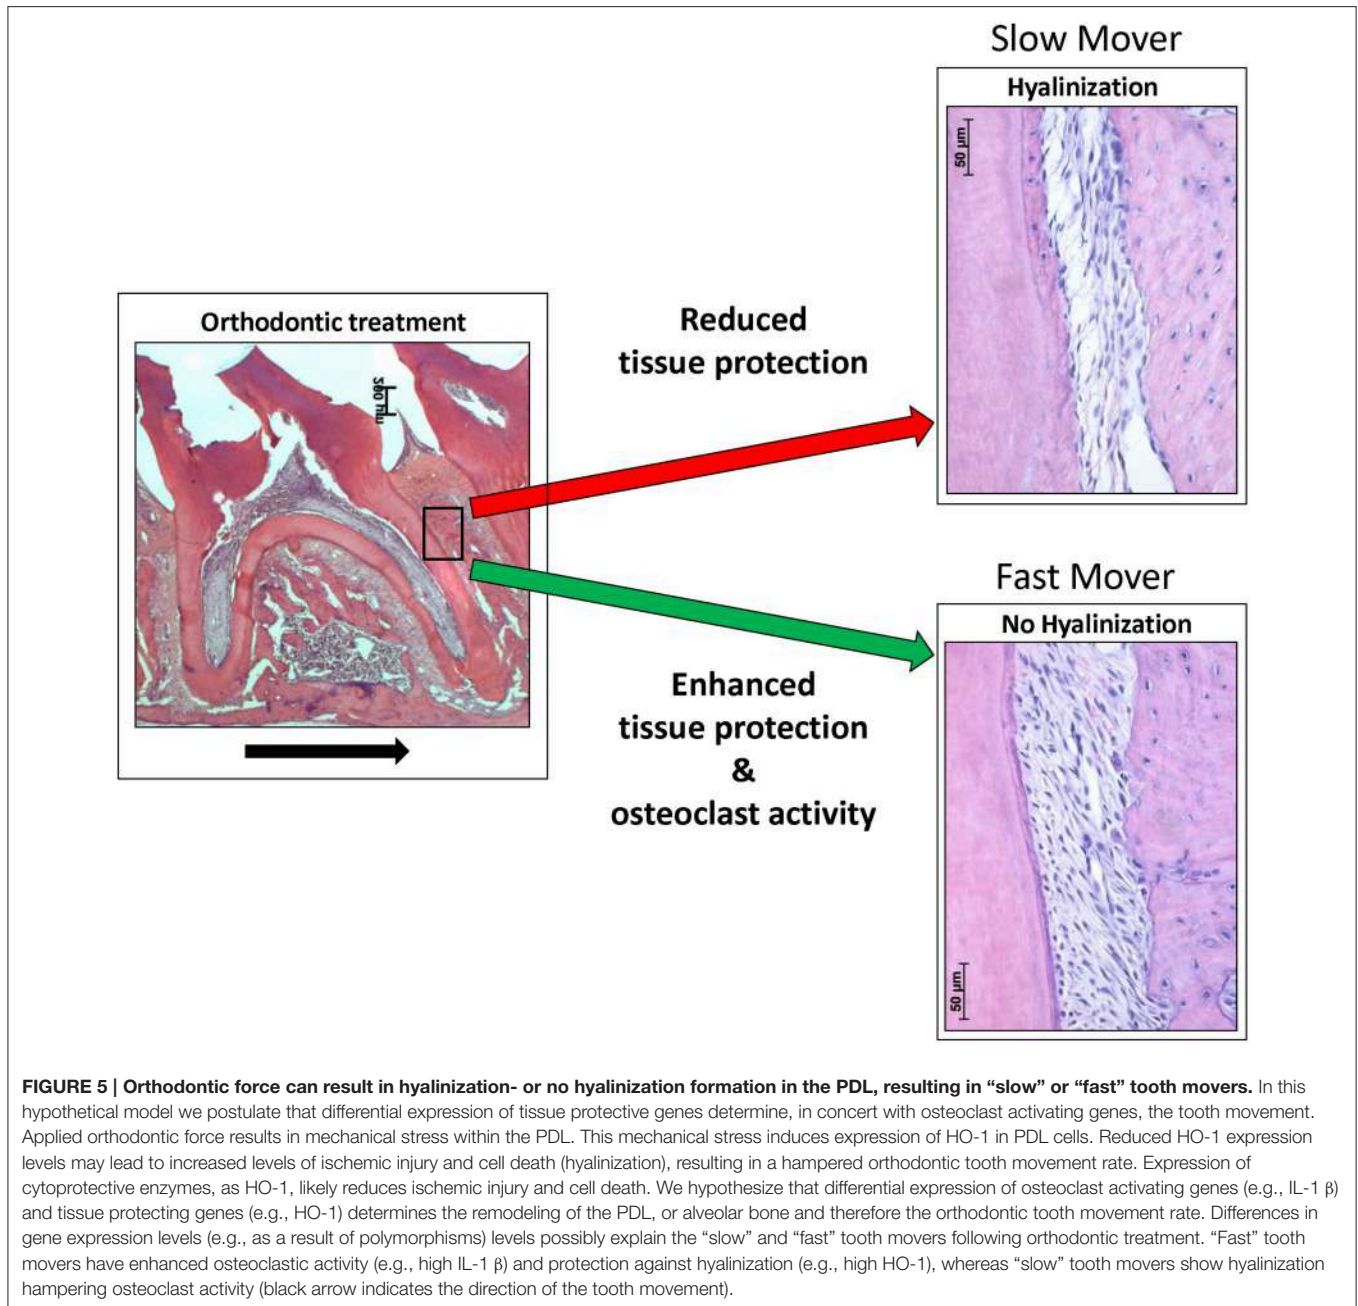 Slow Mover
Hyalinization
50 µm
Orthodontic treatment
200 µm
Reduced
tissue protection
Fast Mover
No Hyalinization
50 µm
Enhanced
tissue protection
&
osteoclast activity
FIGURE 5 | Orthodontic force can result in hyalinization- or no hyalinization formation in the PDL, resulting in “slow” or “fast” tooth movers. In this
hypothetical model we postulate that differential expression of tissue protective genes determine, in concert with osteoclast activating genes, the tooth movement.
Applied orthodontic force results in mechanical stress within the PDL. This mechanical stress induces expression of HO-1 in PDL cells. Reduced HO-1 expression
levels may lead to increased levels of ischemic injury and cell death (hyalinization), resulting in a hampered orthodontic tooth movement rate. Expression of
cytoprotective enzymes, as HO-1, likely reduces ischemic injury and cell death. We hypothesize that differential expression of osteoclast activating genes (e.g., IL-1 β)
and tissue protecting genes (e.g., HO-1) determines the remodeling of the PDL, or alveolar bone and therefore the orthodontic tooth movement rate. Differences in
gene expression levels (e.g., as a result of polymorphisms) levels possibly explain the “slow” and “fast” tooth movers following orthodontic treatment. “Fast” tooth
movers have enhanced osteoclastic activity (e.g., high IL-1 β) and protection against hyalinization (e.g., high HO-1), whereas “slow” tooth movers show hyalinization
hampering osteoclast activity (black arrow indicates the direction of the tooth movement).